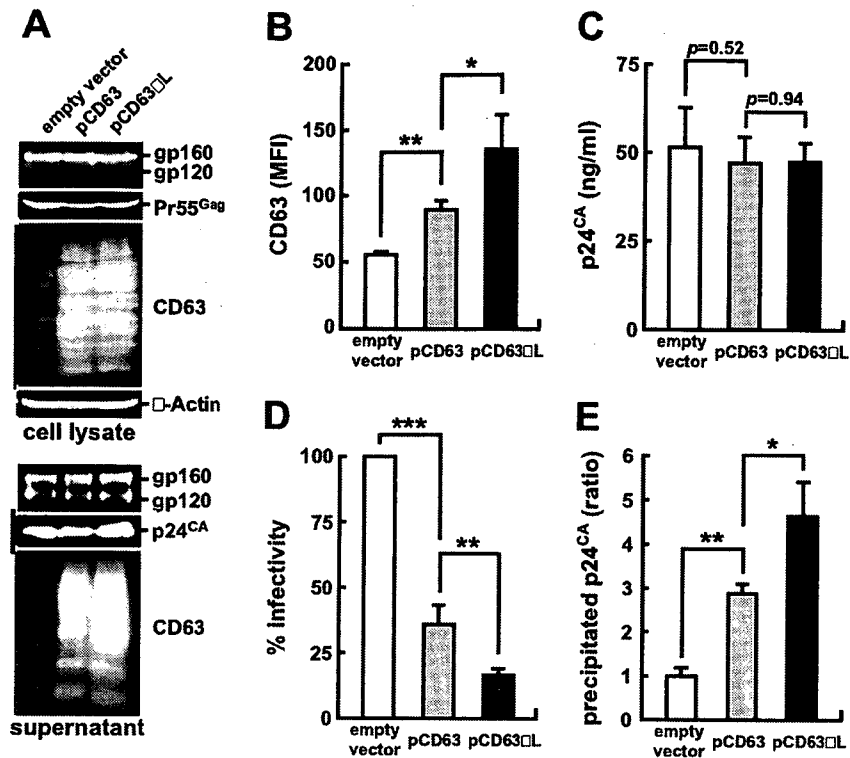 A
empty vector
pCD63
pCD63□L
gp160
gp120
Pr55Gag
CD63
□-Actin
cell lysate
gp160
gp120
p24CA
CD63
supernatant
B
CD63 (MFI)
200
150
100
50
0
**
*
empty vector
pCD63
pCD63□L
C
p24CA (ng/ml)
75
50
25
0
p=0.52
p=0.94
empty vector
pCD63
pCD63□L
D
% infectivity
100
75
50
25
0
***
**
empty vector
pCD63
pCD63□L
E
precipitated p24CA (ratio)
6
5
4
3
2
1
0
**
*
empty vector
pCD63
pCD63□L